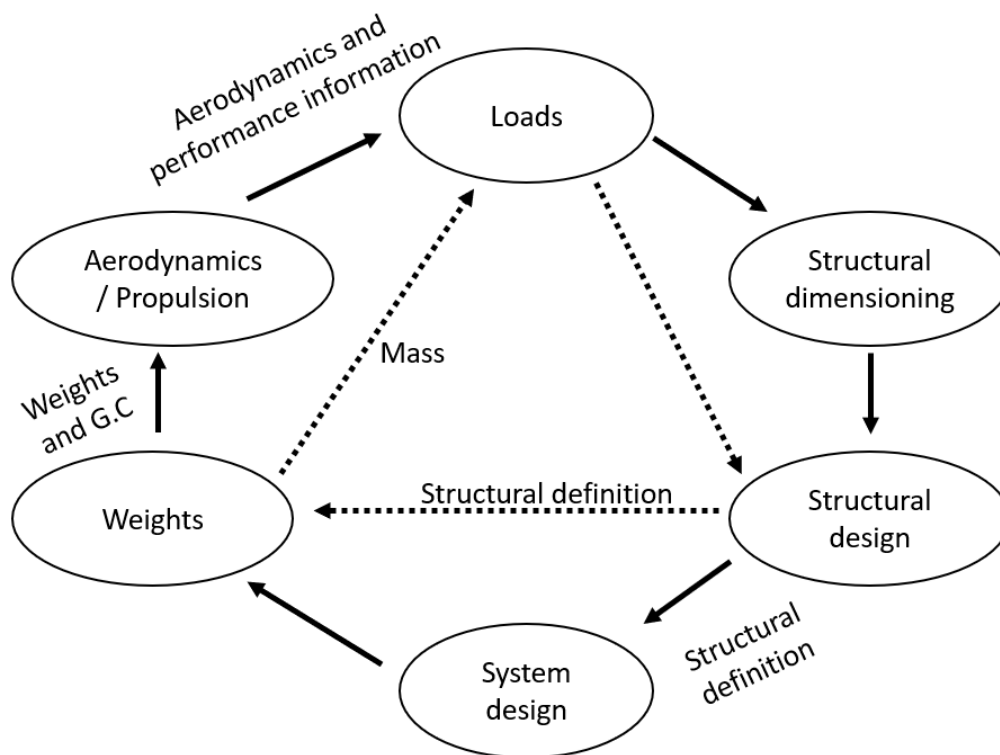 Aerodynamics and
performance information
Loads
Aerodynamics
/ Propulsion
Structural
dimensioning
Mass
Weights
and G.C
Weights
Structural definition
Structural
design
System
design
Structural
definition